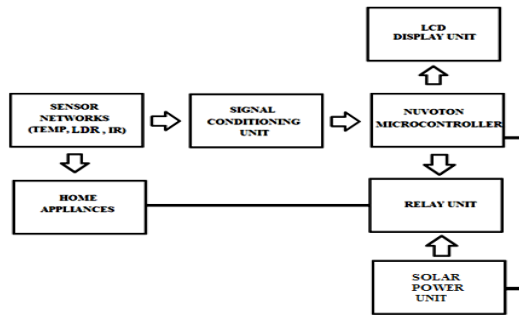 LCD
DISPLAY UNIT
SENSOR
NETWORKS
(TEMP, LDR , IR)
SIGNAL
CONDITIONING
UNIT
NUVOTON
MICROCONTROLLER
HOME
APPLIANCES
RELAY UNIT
SOLAR
POWER
UNIT